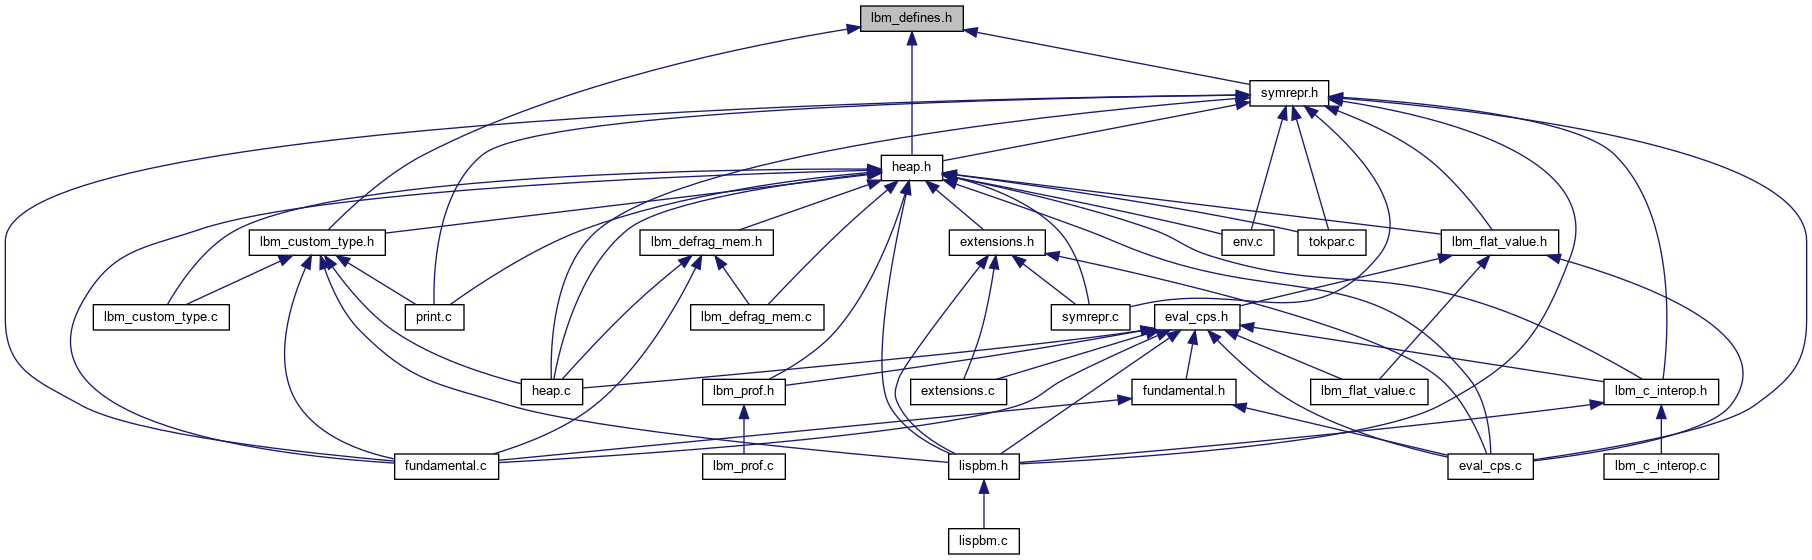 lbm_defines.h
symrepr.h
heap.h
lbm_custom_type.h
lbm_defrag_mem.h
extensions.h
env.c
tokpar.c
lbm_flat_value.h
lbm_custom_type.c
print.c
lbm_defrag_mem.c
symrepr.c
eval_cps.h
heap.c
lbm_prof.h
extensions.c
fundamental.h
lbm_flat_value.c
lbm_c_interop.h
fundamental.c
lbm_prof.c
lispbm.h
eval_cps.c
lbm_c_interop.c
lispbm.c